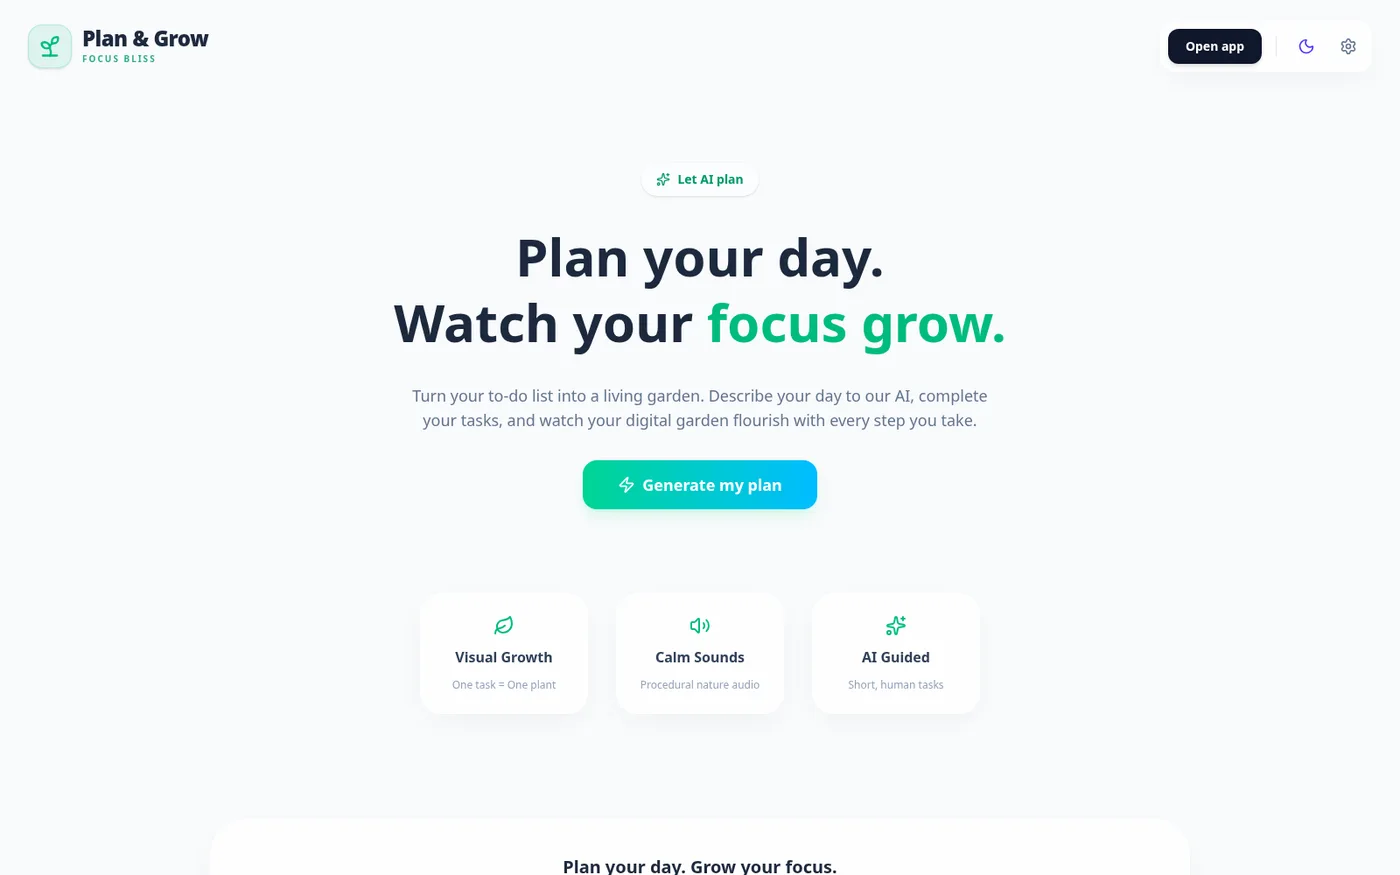 Plan & Grow
FOCUS BLISS
Open app
Let AI plan
Plan your day.
Watch your focus grow.
Turn your to-do list into a living garden. Describe your day to our AI, complete
your tasks, and watch your digital garden flourish with every step you take.
Generate my plan
Visual Growth
One task = One plant
Calm Sounds
Procedural nature audio
AI Guided
Short, human tasks
Plan your day. Grow your focus.